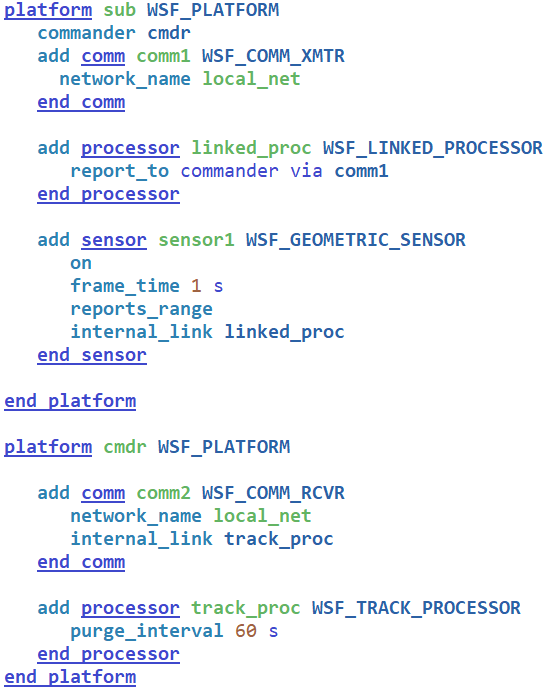 platform sub WSF_PLATFORM
commander cmdr
add comm comm1 WSF_COMM_XMTR
network_name local_net
end_comm
add processor linked_proc WSF_LINKED_PROCESSOR
report_to commander via comm1
end_processor
add sensor sensor1 WSF_GEOMETRIC_SENSOR
on
frame_time 1 s
reports_range
internal_link linked_proc
end_sensor
end_platform
platform cmdr WSF_PLATFORM
add comm comm2 WSF_COMM_RCVR
network_name local_net
internal_link track_proc
end_comm
add processor track_proc WSF_TRACK_PROCESSOR
purge_interval 60 s
end_processor
end_platform